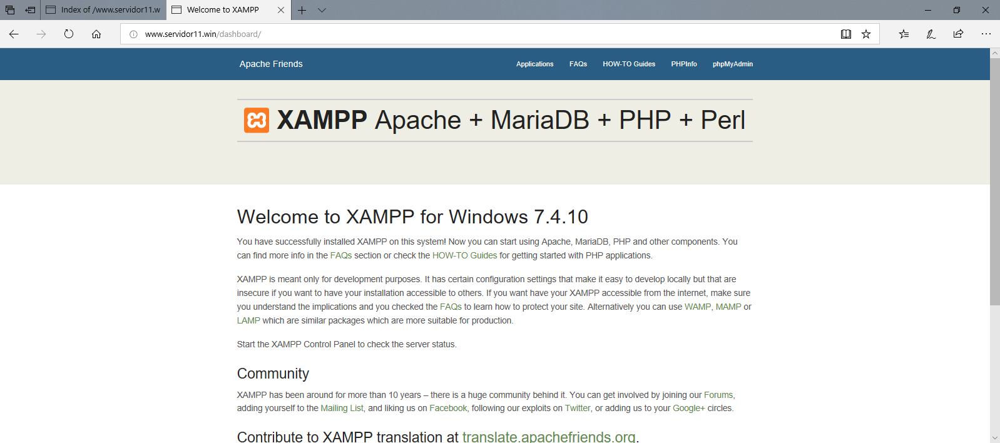 Index of /www.servidor11.w
Welcome to XAMPP
www.servidor11.win/dashboard/
Apache Friends
Applications FAQs HOW-TO Guides PHPInfo phpMyAdmin
XAMPP Apache + MariaDB + PHP + Perl
Welcome to XAMPP for Windows 7.4.10
You have successfully installed XAMPP on this system! Now you can start using Apache, MariaDB, PHP and other components. You
can find more info in the FAQs section or check the HOW-TO Guides for getting started with PHP applications.
XAMPP is meant only for development purposes. It has certain configuration settings that make it easy to develop locally but that are
insecure if you want to have your installation accessible to others. If you want have your XAMPP accessible from the internet, make sure
you understand the implications and you checked the FAQs to learn how to protect your site. Alternatively you can use WAMP, MAMP or
LAMP which are similar packages which are more suitable for production.
Start the XAMPP Control Panel to check the server status.
Community
XAMPP has been around for more than 10 years – there is a huge community behind it. You can get involved by joining our Forums,
adding yourself to the Mailing List, and liking us on Facebook, following our exploits on Twitter, or adding us to your Google+ circles.
Contribute to XAMPP translation at translate.apachefriends.org.